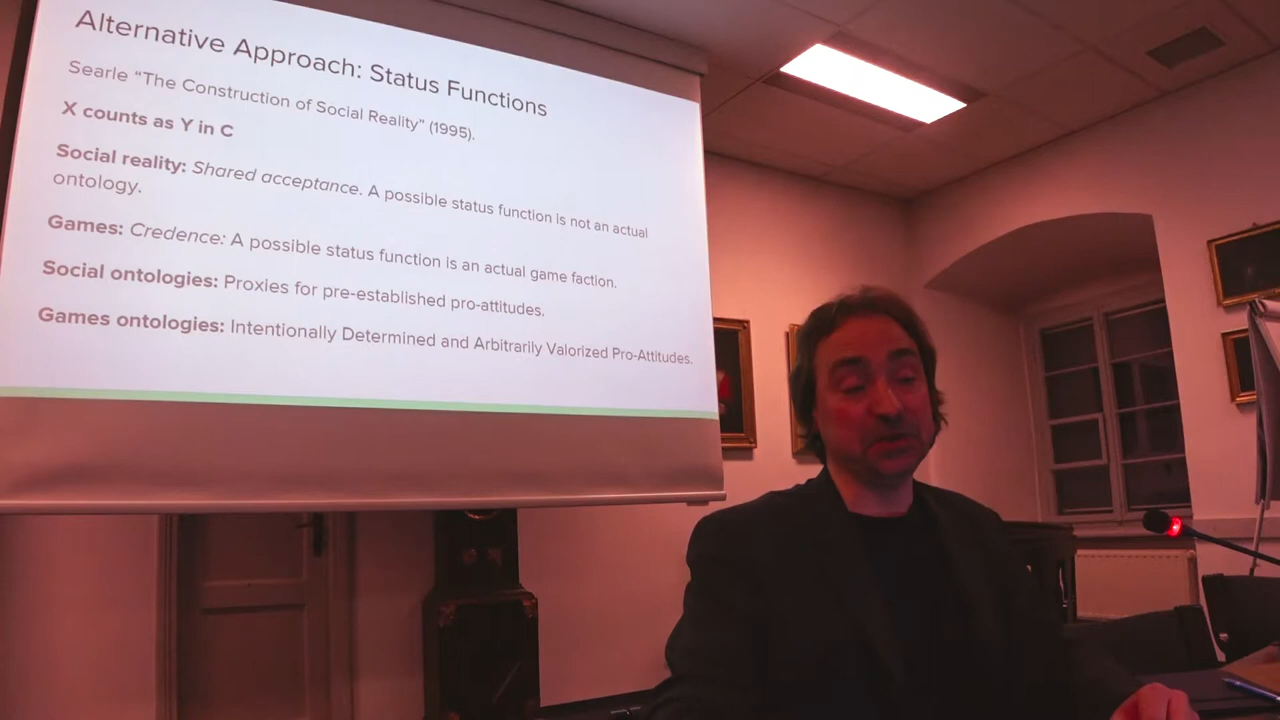 Alternative Approach: Status Functions
Searle “The Construction of Social Reality” (1995).
X counts as Y in C
Social reality: Shared acceptance. A possible status function is not an actual
ontology.
Games: Credence: A possible status function is an actual game faction.
Social ontologies: Proxies for pre-established pro-attitudes.
Games ontologies: Intentionally Determined and Arbitrarily Valorized Pro-Attitudes.